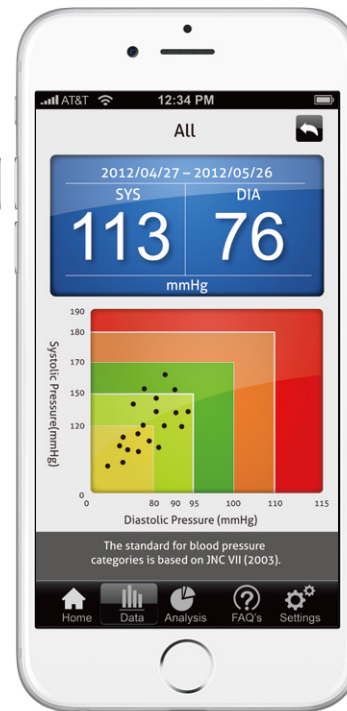 AT&T 12:34 PM
All
2012/04/27 – 2012/05/26
SYS DIA
113 76
mmHg
Systolic Pressure(mmHg)
190
180
170
150
120
0
0 80 90 95 100 110 115
Diastolic Pressure (mmHg)
The standard for blood pressure
categories is based on JNC VII (2003).
Home Data Analysis FAQ's Settings